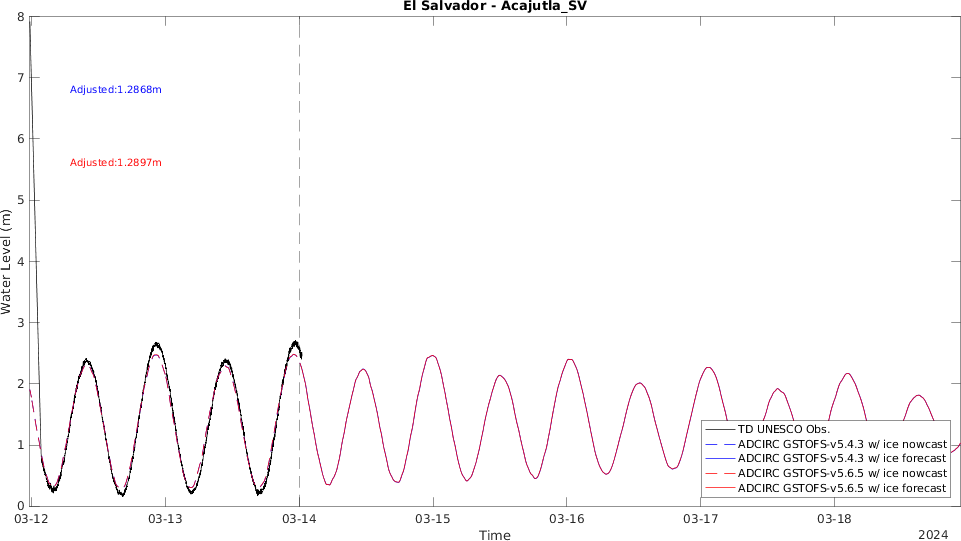 El Salvador - Acajutla_SV
8
7
Adjusted:1.2868m
6
Adjusted:1.2897m
5
4
3
2
1
0
Water Level (m)
TD UNESCO Obs.
ADCIRC GSTOFS-v5.4.3 w/ ice nowcast
ADCIRC GSTOFS-v5.4.3 w/ ice forecast
ADCIRC GSTOFS-v5.6.5 w/ ice nowcast
ADCIRC GSTOFS-v5.6.5 w/ ice forecast
03-12 03-13 03-14 03-15 03-16 03-17 03-18
Time
2024